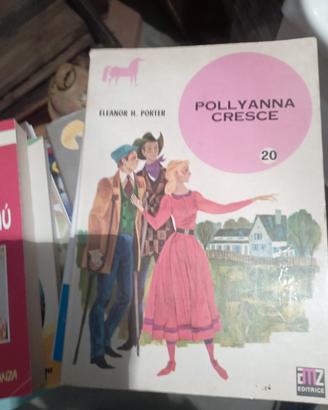 ELEANOR H. PORTER
POLLYANNA
CRESCE
20
amz
EDITRICE
Ú